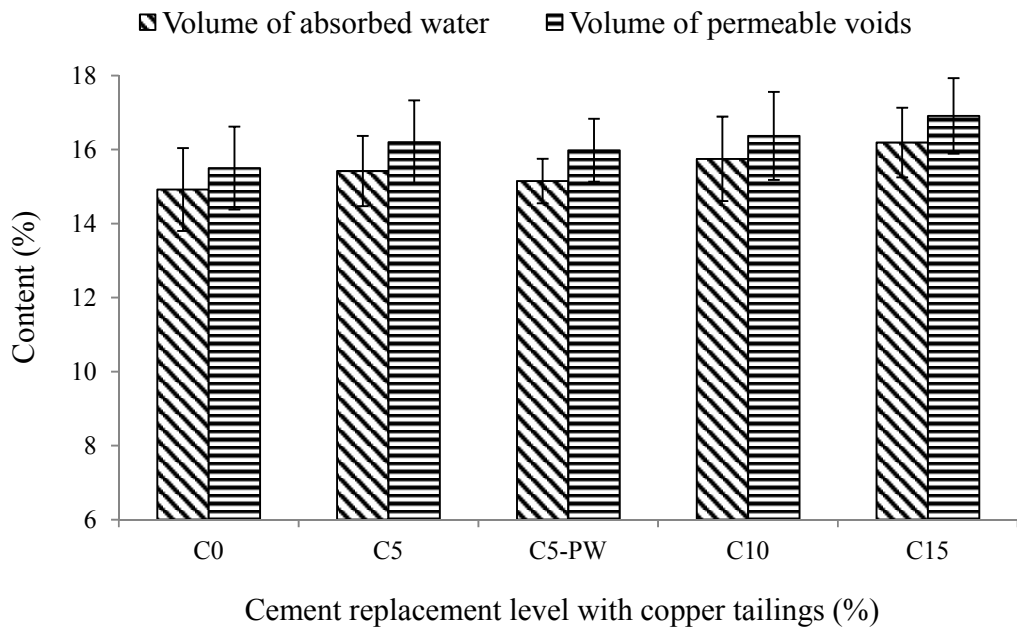 Volume of absorbed water Volume of permeable voids
18
16
14
12
10
8
6
Content (%)
C0 C5 C5-PW C10 C15
Cement replacement level with copper tailings (%)